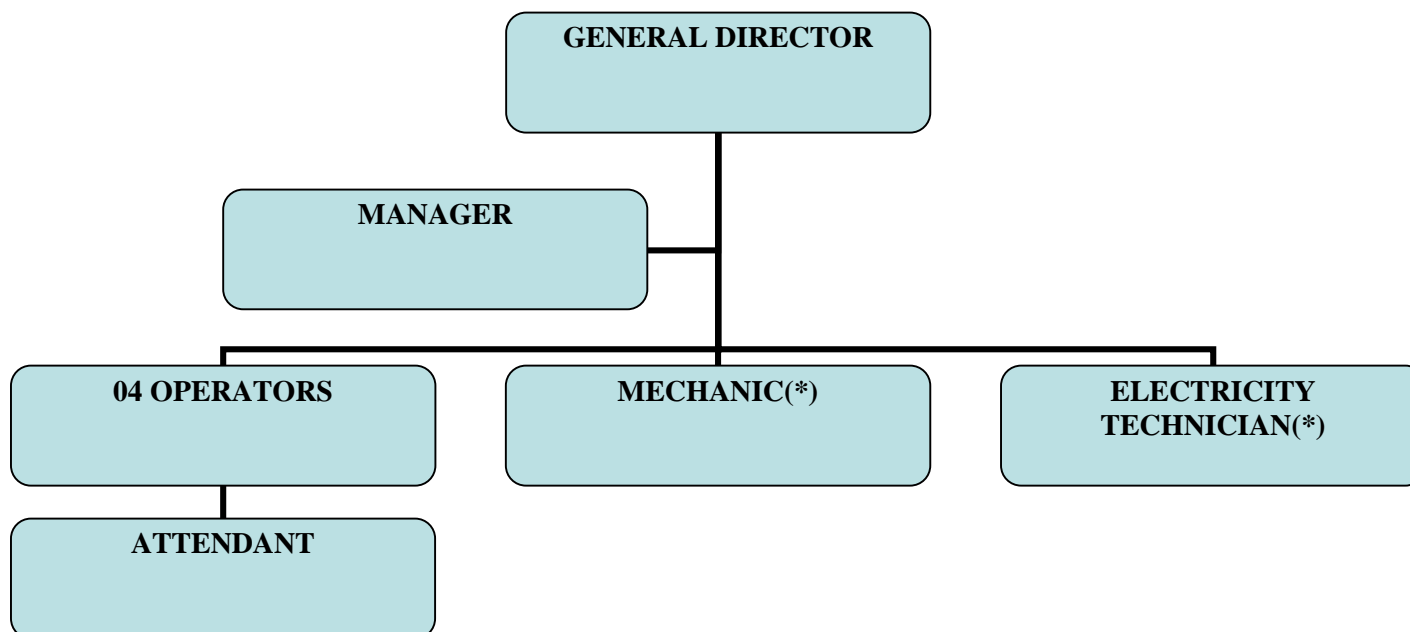 GENERAL DIRECTOR
MANAGER
04 OPERATORS
MECHANIC(*)
ELECTRICITY
TECHNICIAN(*)
ATTENDANT